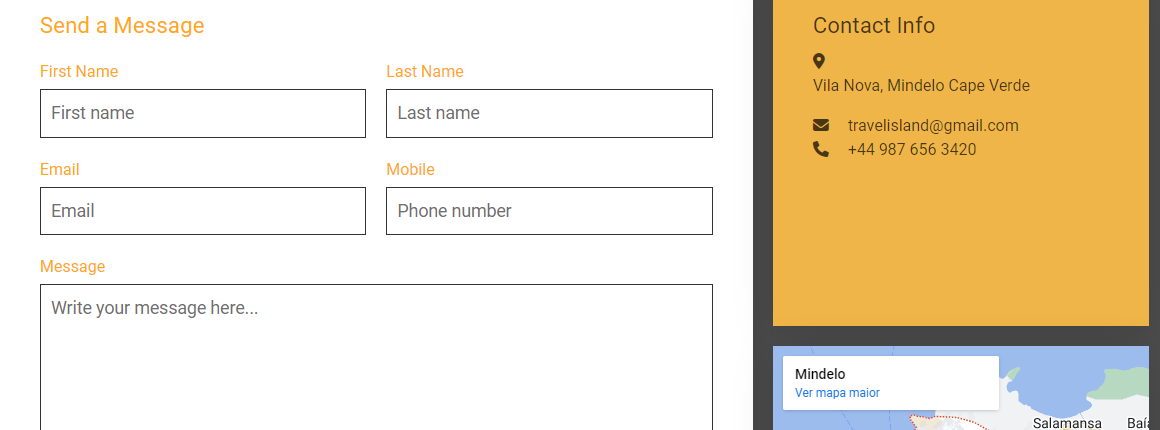 Send a Message
First Name
Last Name
First name
Last name
Email
Mobile
Email
Phone number
Message
Write your message here...
Contact Info
Vila Nova, Mindelo Cape Verde
travelisland@gmail.com
+44 987 656 3420
Mindelo
Ver mapa maior
Salamansa
Baía